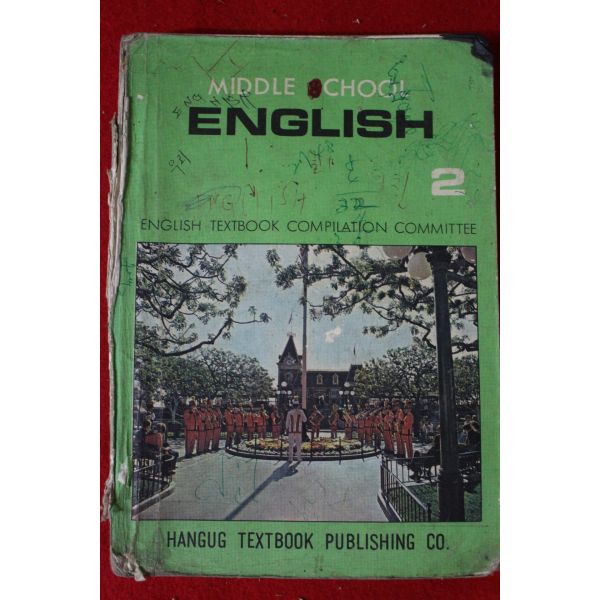 MIDDLE SCHOOL
ENGLISH
2
ENGLISH TEXTBOOK COMPILATION COMMITTEE
HANGUG TEXTBOOK PUBLISHING CO.